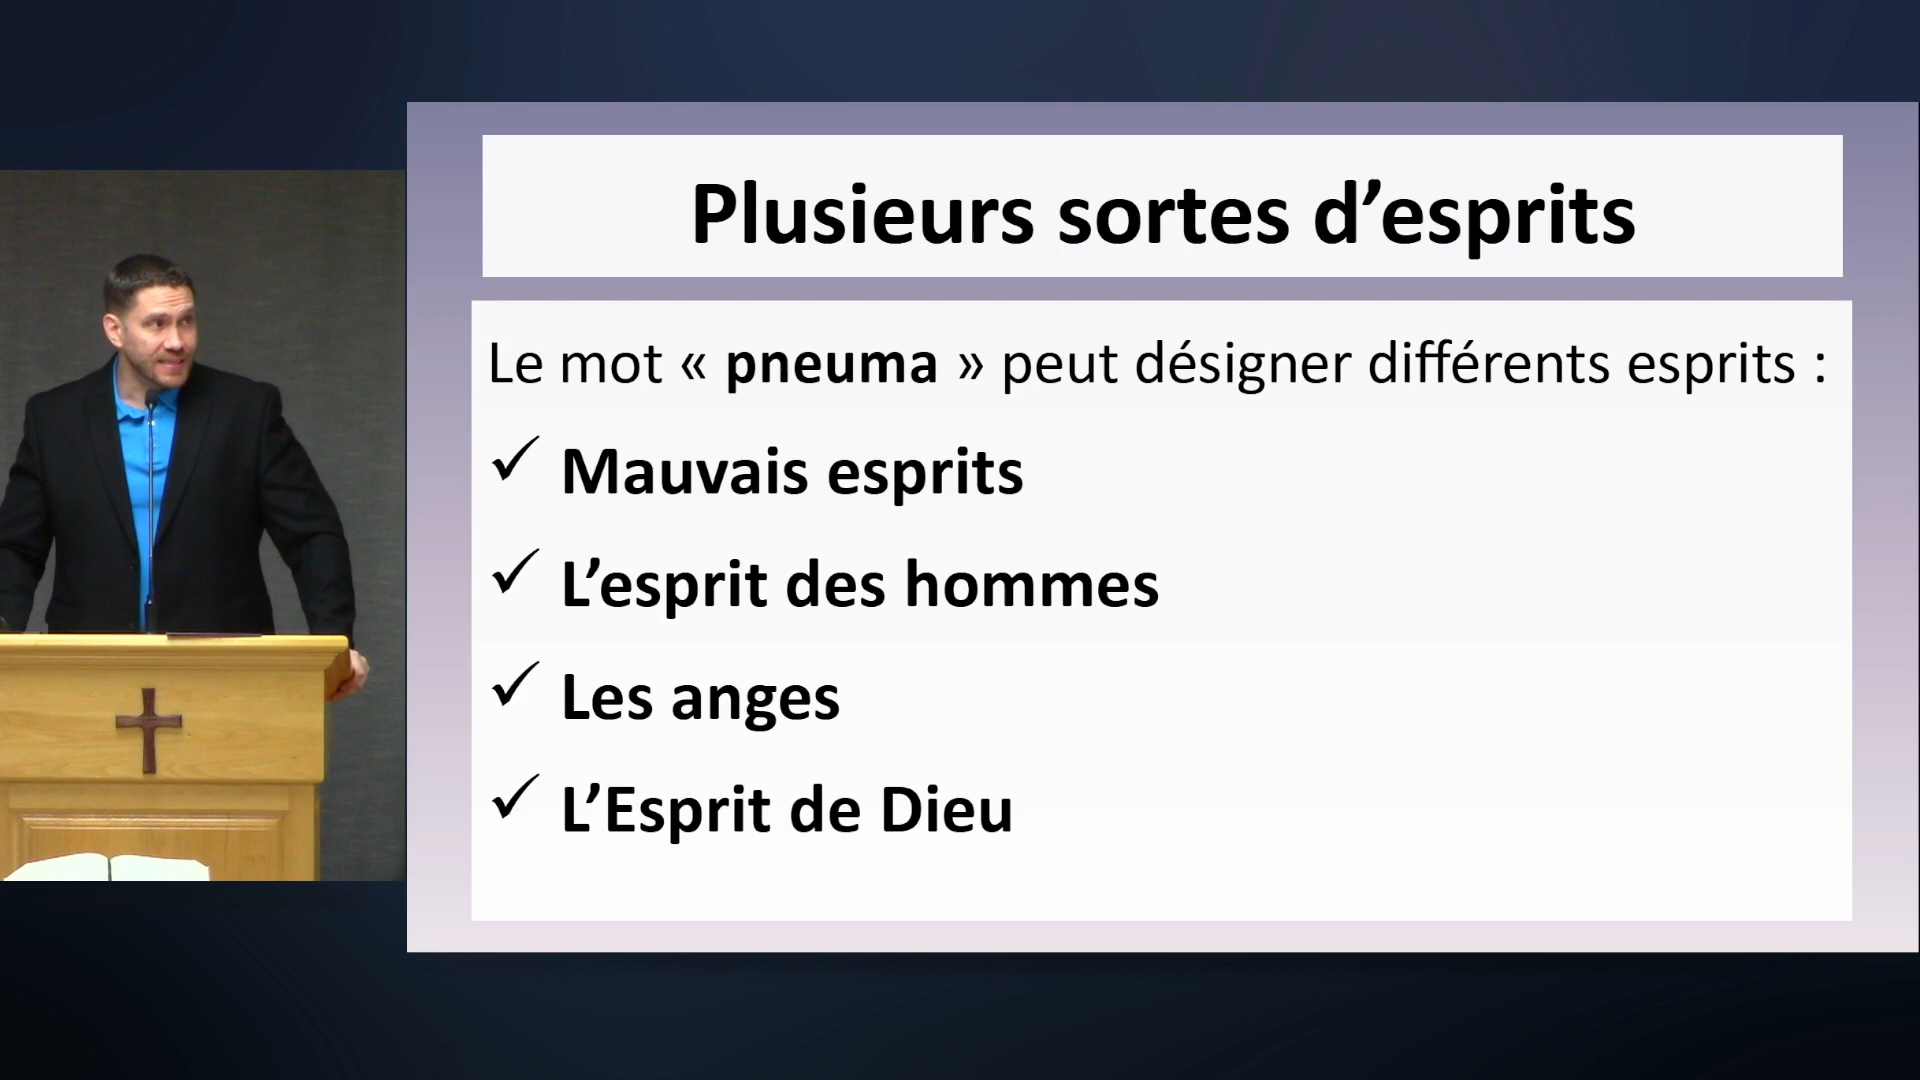 Plusieurs sortes d’esprits
Le mot « pneuma » peut désigner différents esprits :
✓ Mauvais esprits
✓ L’esprit des hommes
✓ Les anges
✓ L’Esprit de Dieu